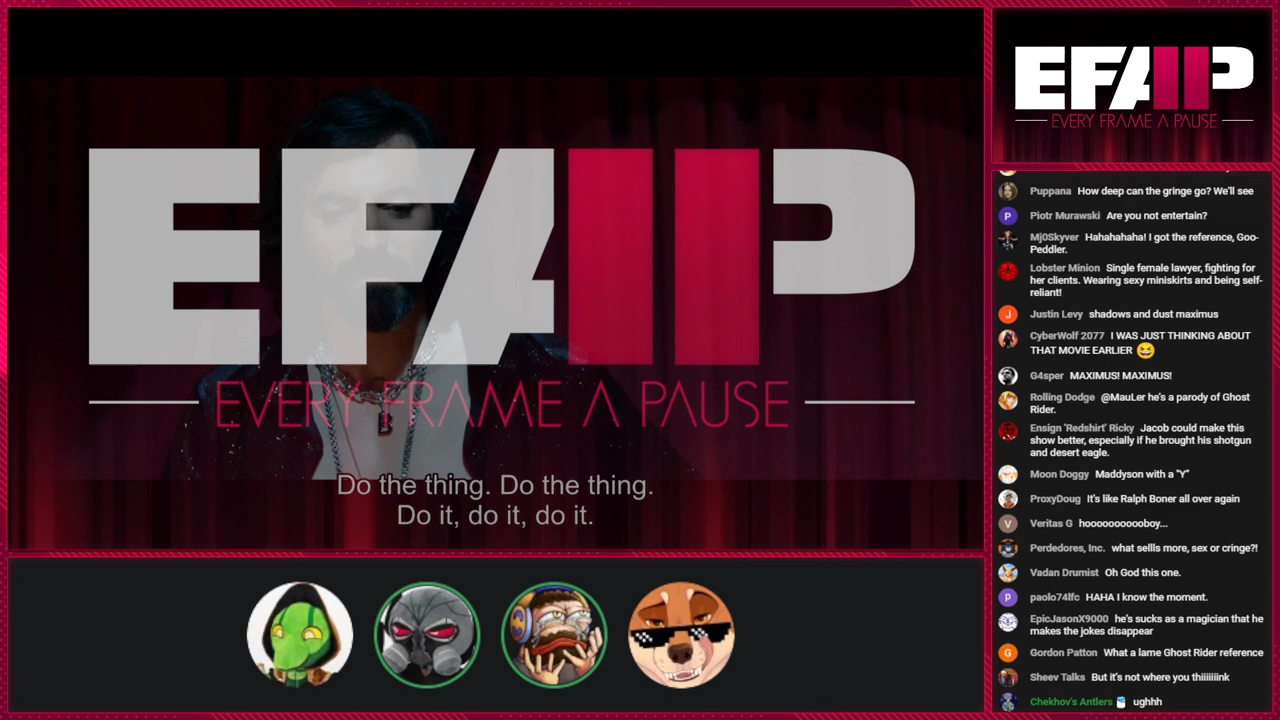 EFAP
EVERY FRAME A PAUSE
Do the thing. Do the thing.
Do it, do it, do it.
EFAP
EVERY FRAME A PAUSE
Puppana How deep can the gringe go? We'll see
Piotr Murawski Are you not entertain?
Mj0Skyver Hahahahaha! I got the reference, Goo-
Peddler.
Lobster Minion Single female lawyer, fighting for
her clients. Wearing sexy miniskirts and being self-
reliant!
Justin Levy shadows and dust maximus
CyberWolf 2077 I WAS JUST THINKING ABOUT
THAT MOVIE EARLIER 😆
G4sper MAXIMUS! MAXIMUS!
Rolling Dodge @MauLer he's a parody of Ghost
Rider.
Ensign 'Redshirt' Ricky Jacob could make this
show better, especially if he brought his shotgun
and desert eagle.
Moon Doggy Maddyson with a "Y"
ProxyDoug It's like Ralph Boner all over again
V
Veritas G hoooooooooboy...
Perdedores, Inc. what sellls more, sex or cringe?!
Vadan Drumist Oh God this one.
paolo74lfc HAHA I know the moment.
EpicJasonX9000 he's sucks as a magician that he
makes the jokes disappear
Gordon Patton What a lame Ghost Rider reference
Sheev Talks But it's not where you thiiiiiiink
Chekhov's Antlers ughhh